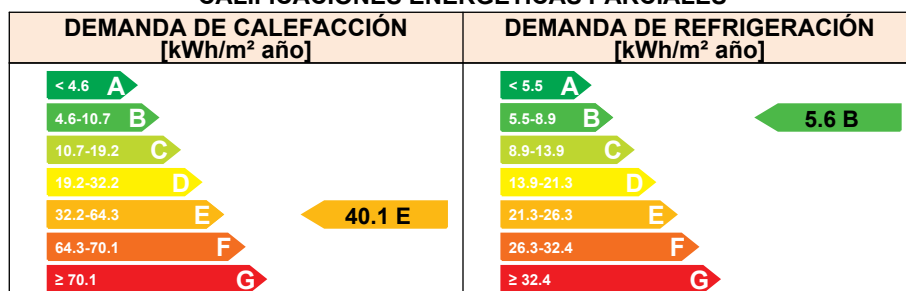 CALIFICACIONES ENERGÉTICAS PARCIALES
DEMANDA DE CALEFACCIÓN
[kWh/m² año]
< 4.6 A
4.6-10.7 B
10.7-19.2 C
19.2-32.2 D
32.2-64.3 E
40.1 E
64.3-70.1 F
≥ 70.1 G
DEMANDA DE REFRIGERACIÓN
[kWh/m² año]
< 5.5 A
5.5-8.9 B
5.6 B
8.9-13.9 C
13.9-21.3 D
21.3-26.3 E
26.3-32.4 F
≥ 32.4 G